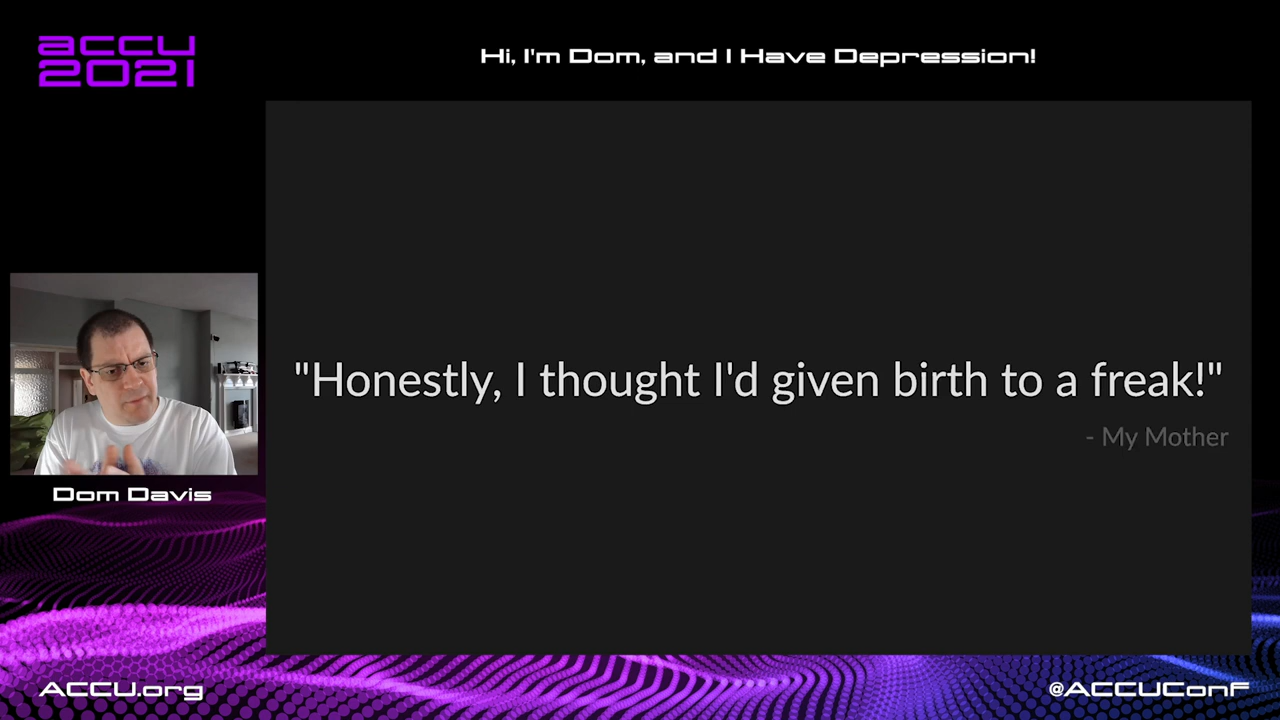 accu
2021
Hi, I'm Dom, and I Have Depression!
"Honestly, I thought I'd given birth to a freak!"
- My Mother
Dom Davis
ACCU.org
@ACCUConf